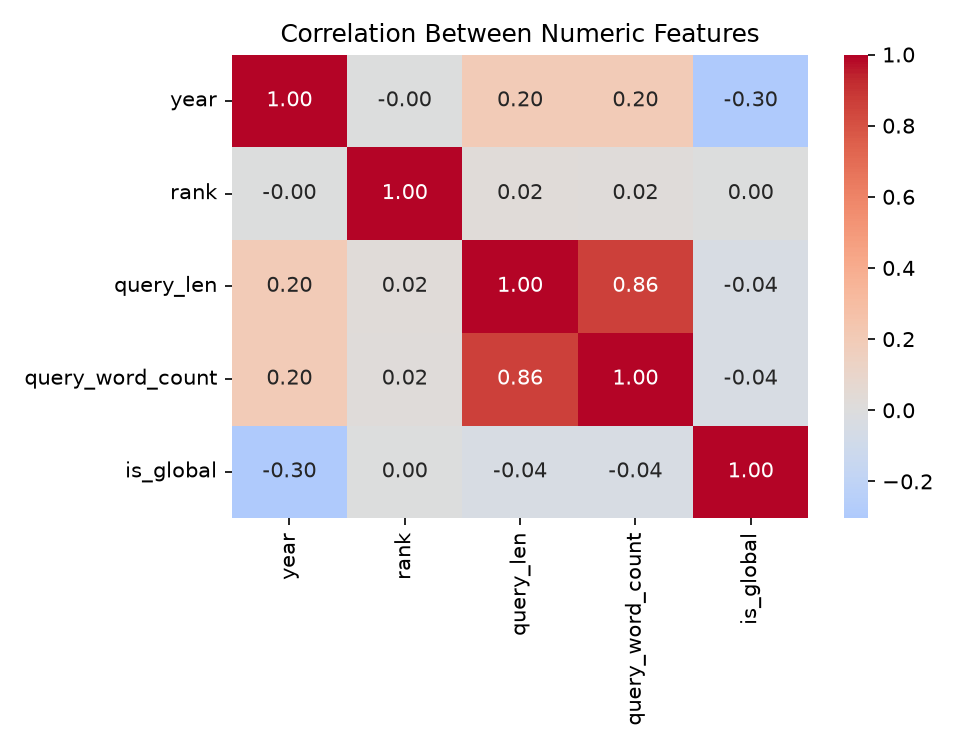 Correlation Between Numeric Features
year 1.00 -0.00 0.20 0.20 -0.30
rank -0.00 1.00 0.02 0.02 0.00
query_len 0.20 0.02 1.00 0.86 -0.04
query_word_count 0.20 0.02 0.86 1.00 -0.04
is_global -0.30 0.00 -0.04 -0.04 1.00
year
rank
query_len
query_word_count
is_global
1.0
0.8
0.6
0.4
0.2
0.0
−0.2